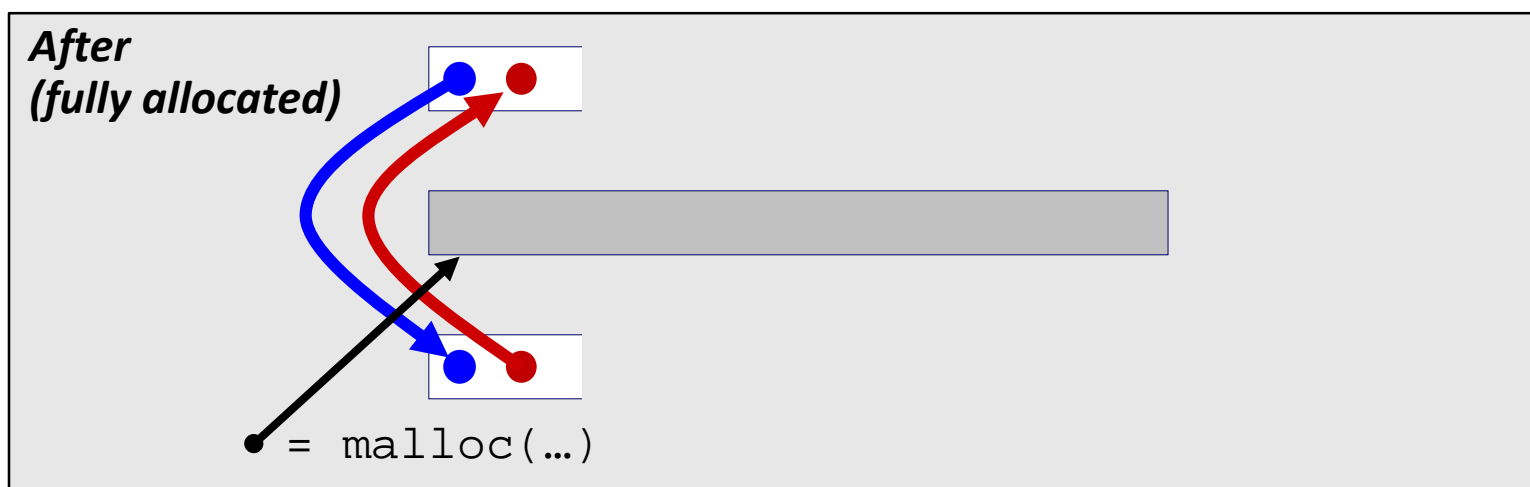 After
(fully allocated)
= malloc(…)